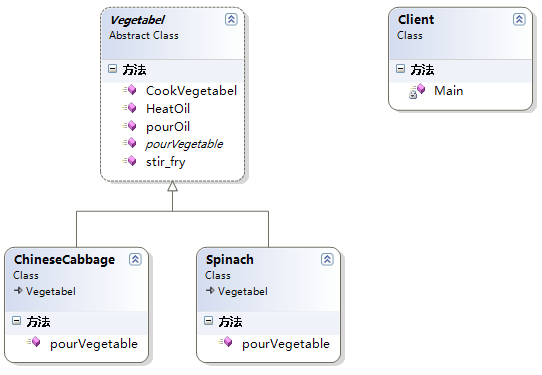 Vegetabel
Abstract Class
方法
CookVegetabel
HeatOil
pourOil
pourVegetable
stir_fry
Client
Class
方法
Main
ChineseCabbage
Class
Vegetabel
方法
pourVegetable
Spinach
Class
Vegetabel
方法
pourVegetable